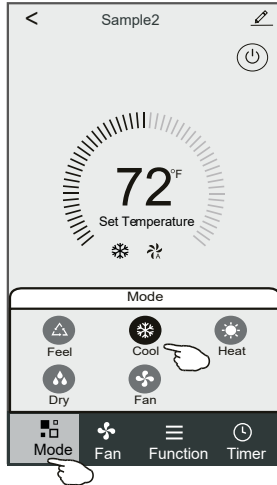 <
Sample2
72°F
Set Temperature
A
Mode
Feel
Cool
Heat
Dry
Fan
Mode
Fan
Function
Timer